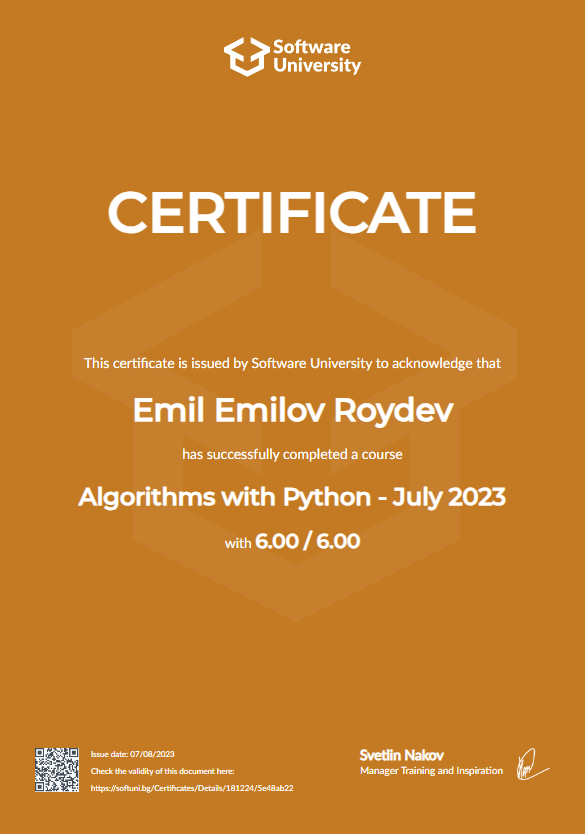 Software
University
CERTIFICATE
This certificate is issued by Software University to acknowledge that
Emil Emilov Roydev
has successfully completed a course
Algorithms with Python - July 2023
with 6.00 / 6.00
Issue date: 07/08/2023
Check the validity of this document here:
https://softuni.bg/Certificates/Details/181224/5e48ab22
Svetlin Nakov
Manager Training and Inspiration